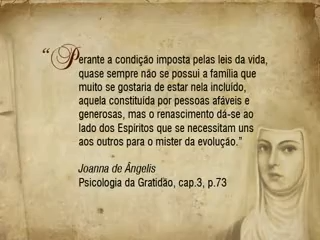 “Perante a condição imposta pelas leis da vida,
quase sempre não se possui a família que
muito se gostaria de estar nela incluído,
aquela constituída por pessoas afáveis e
generosas, mas o renascimento dá-se ao
lado dos Espíritos que se necessitam uns
aos outros para o mister da evolução.”
Joanna de Ângelis
Psicologia da Gratidão, cap.3, p.73